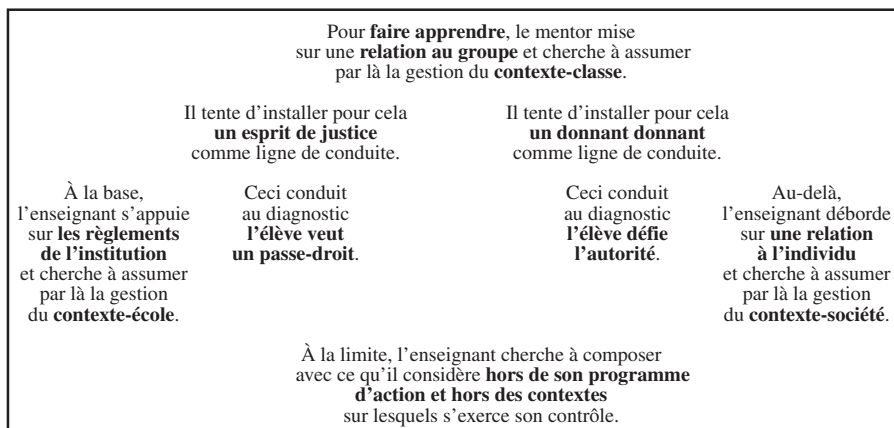 Pour faire apprendre, le mentor mise
sur une relation au groupe et cherche à assumer
par là la gestion du contexte-classe.
Il tente d'installer pour cela
un esprit de justice
comme ligne de conduite.
Il tente d'installer pour cela
un donnant donnant
comme ligne de conduite.
À la base,
l'enseignant s'appuie
sur les règlements
de l'institution
et cherche à assumer
par là la gestion
du contexte-école.
Ceci conduit
au diagnostic
l'élève veut
un passe-droit.
Ceci conduit
au diagnostic
l'élève défie
l'autorité.
Au-delà,
l'enseignant déborde
sur une relation
à l'individu
et cherche à assumer
par là la gestion
du contexte-société.
À la limite, l'enseignant cherche à composer
avec ce qu'il considère hors de son programme
d'action et hors des contextes
sur lesquels s'exerce son contrôle.